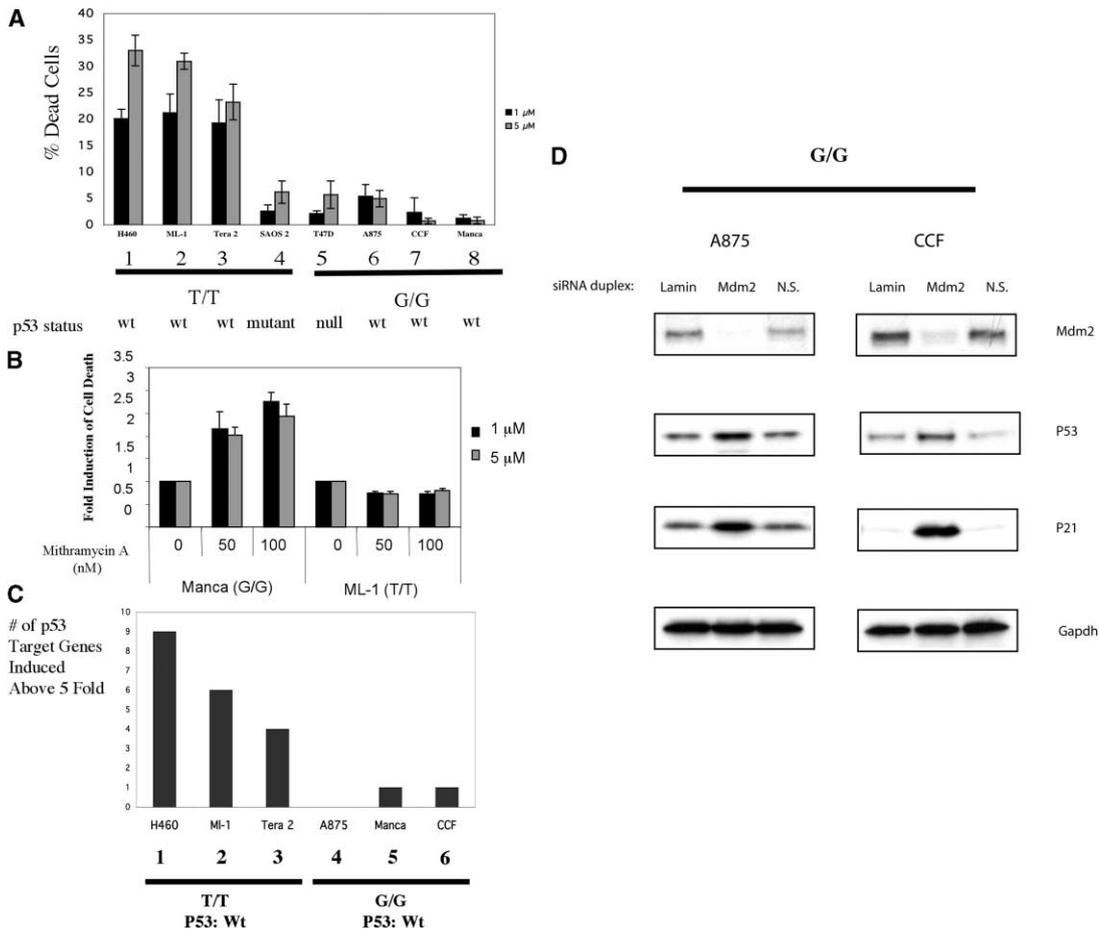 A
% Dead Cells
40
35
30
25
20
15
10
5
0
1 µM
5 µM
H460 ML-1 Tera 2 SAOS 2 T47D A875 CCF Manca
1 2 3 4 5 6 7 8
T/T G/G
p53 status wt wt wt mutant null wt wt wt
B
Fold Induction of Cell Death
3.5
3
2.5
2
1.5
1
0.5
0
1 µM
5 µM
Mithramycin A
(nM)
0 50 100 0 50 100
Manca (G/G) ML-1 (T/T)
C
# of p53
Target Genes
Induced
Above 5 Fold
10
9
8
7
6
5
4
3
2
1
0
H460 Ml-1 Tera 2 A875 Manca CCF
1 2 3 4 5 6
T/T G/G
P53: Wt P53: Wt
D
G/G
A875 CCF
siRNA duplex: Lamin Mdm2 N.S. Lamin Mdm2 N.S.
Mdm2
P53
P21
Gapdh